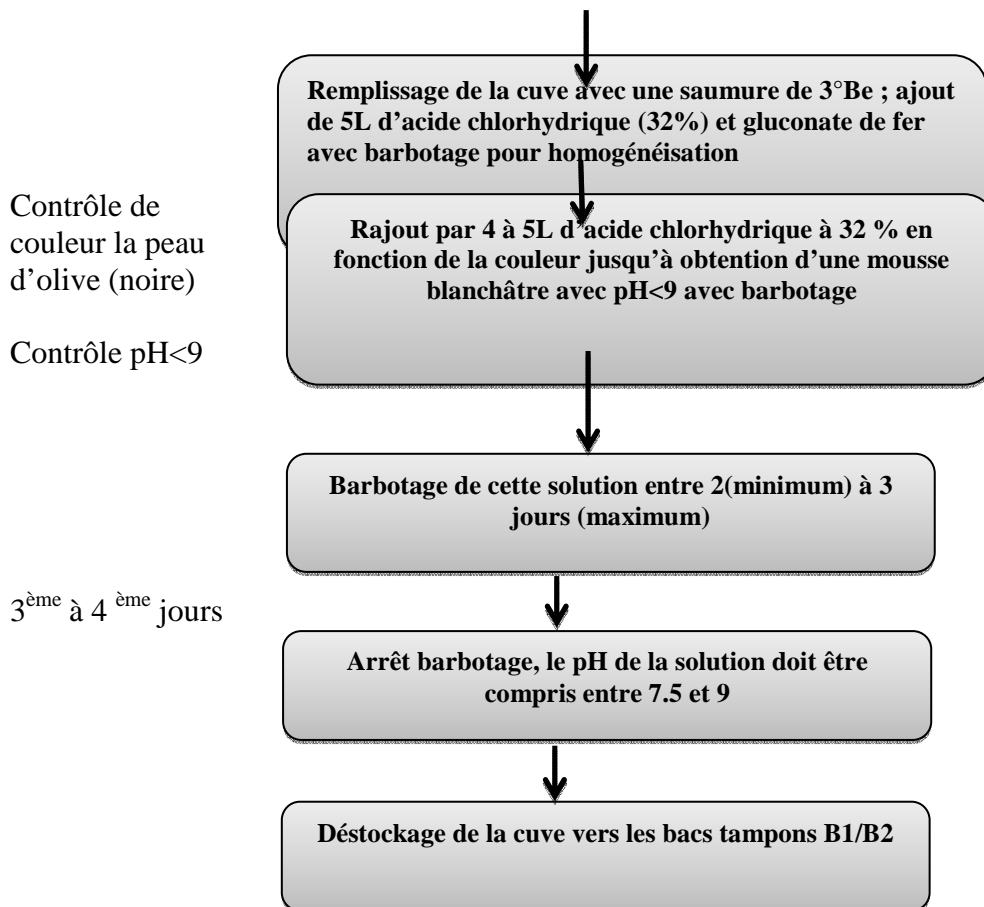 Remplissage de la cuve avec une saumure de 3°Be ; ajout
de 5L d'acide chlorhydrique (32%) et gluconate de fer
avec barbotage pour homogénéisation
Contrôle de
couleur la peau
d'olive (noire)
Contrôle pH<9
Rajout par 4 à 5L d'acide chlorhydrique à 32 % en
fonction de la couleur jusqu'à obtention d'une mousse
blanchâtre avec pH<9 avec barbotage
Barbotage de cette solution entre 2(minimum) à 3
jours (maximum)
3ème à 4 ème jours
Arrêt barbotage, le pH de la solution doit être
compris entre 7.5 et 9
Déstockage de la cuve vers les bacs tampons B1/B2